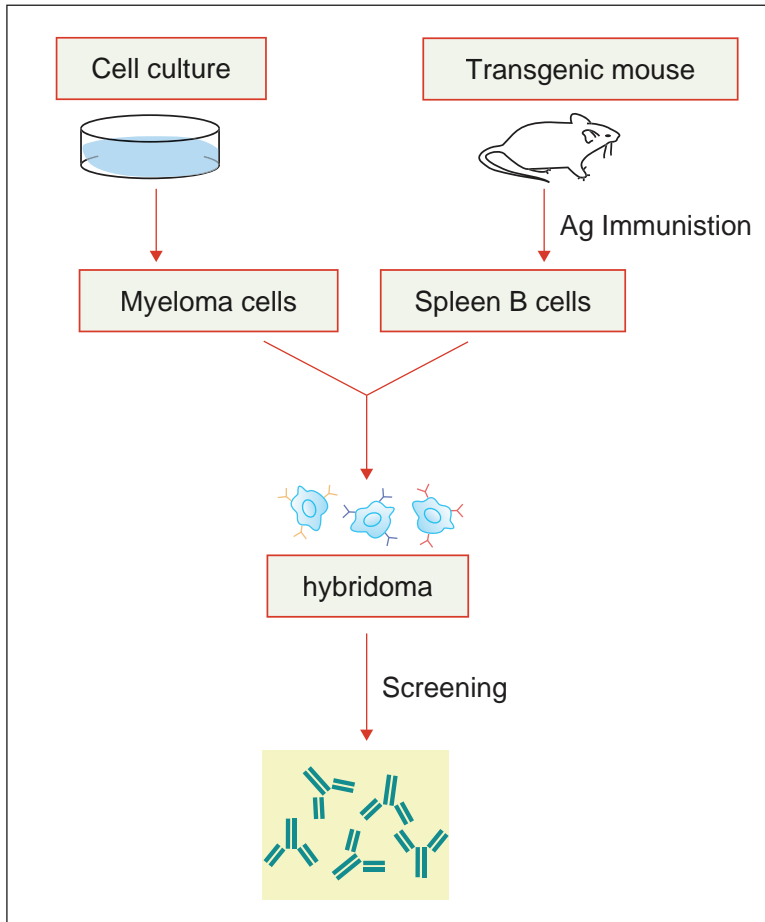 Cell culture
Transgenic mouse
Ag Immunistion
Myeloma cells
Spleen B cells
hybridoma
Screening